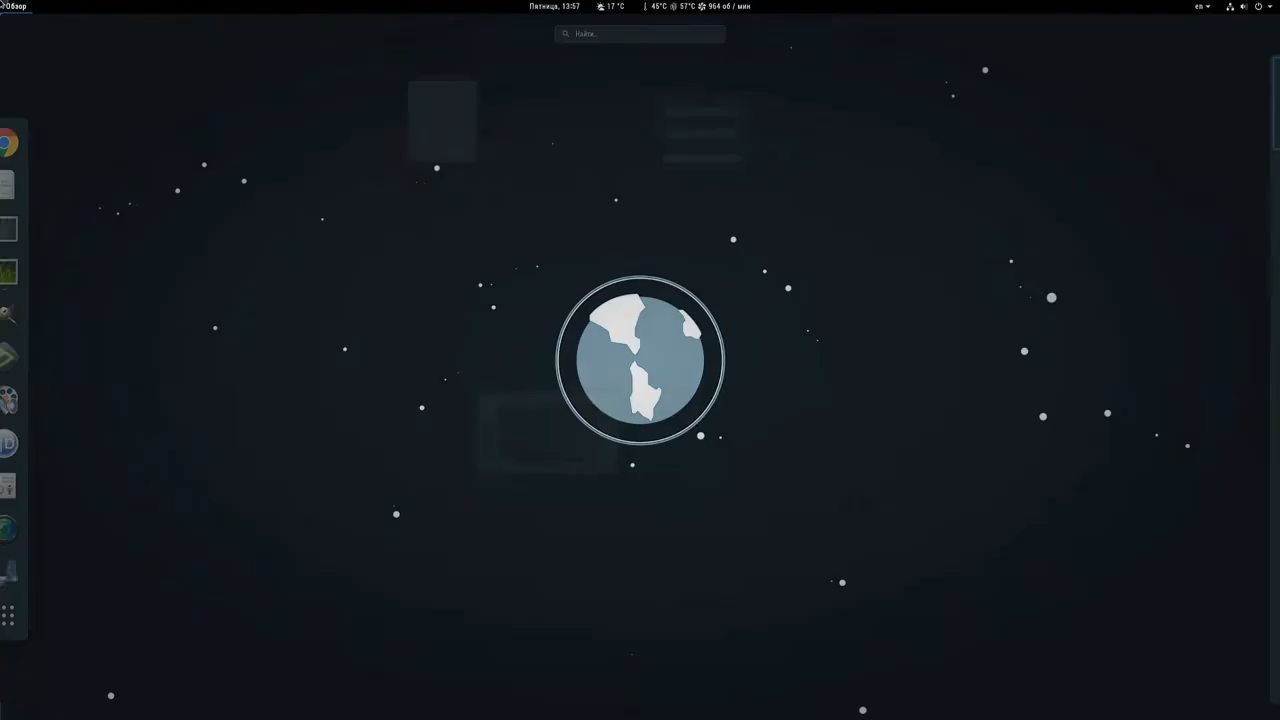 Обзор
Пятница, 13:57
17 °C
45°C 57°C 964 об / мин
en
Найти…